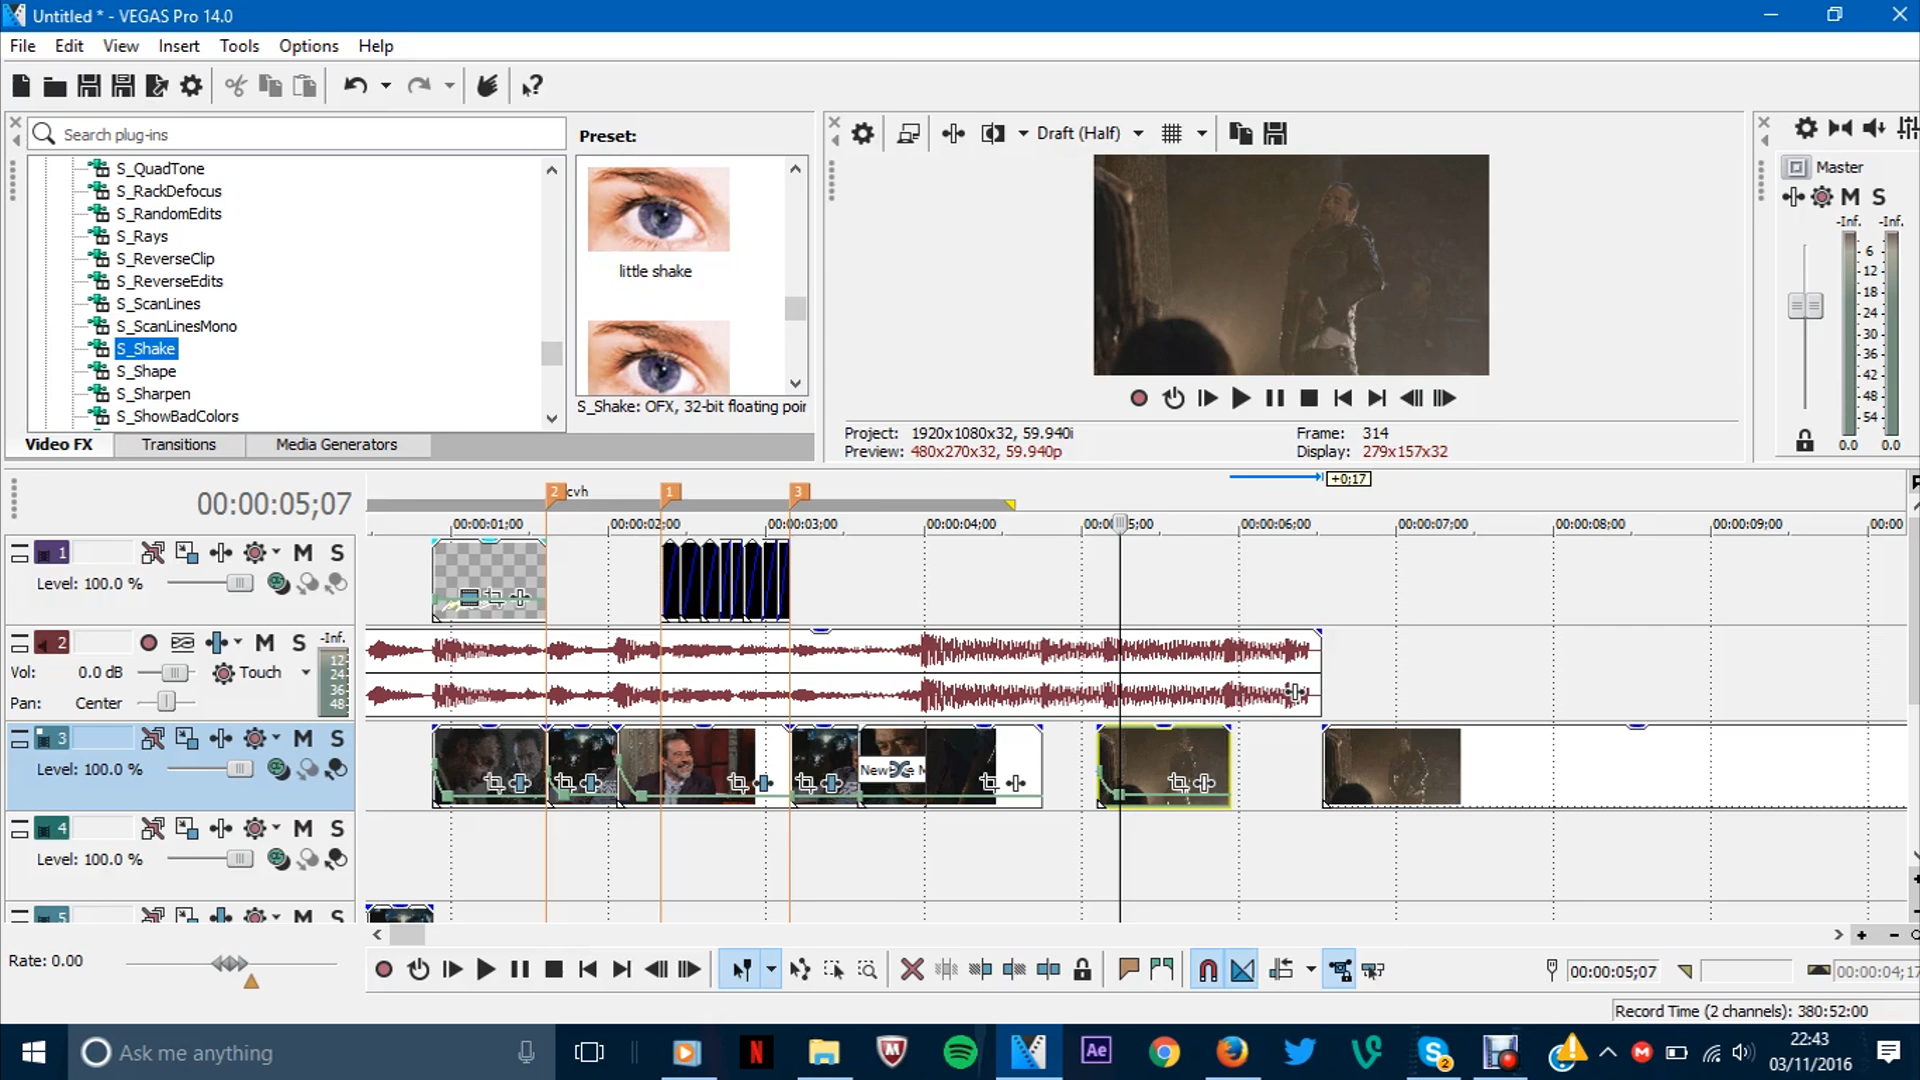 Untitled * - VEGAS Pro 14.0
File Edit View Insert Tools Options Help
Search plug-ins
S_QuadTone
S_RackDefocus
S_RandomEdits
S_Rays
S_ReverseClip
S_ReverseEdits
S_ScanLines
S_ScanLinesMono
S_Shake
S_Shape
S_Sharpen
S_ShowBadColors
Video FX Transitions Media Generators
Preset:
little shake
S_Shake: OFX, 32-bit floating poir
Draft (Half)
Project: 1920x1080x32, 59.940i
Preview: 480x270x32, 59.940p
Frame: 314
Display: 279x157x32
Master
M S
-Inf. -Inf.
6
12
18
24
30
36
42
48
54
0.0 0.0
+0;17
00:00:05;07
2 cvh 1 3
00:00:01;00 00:00:02;00 00:00:03;00 00:00:04;00 00:00:05;00 00:00:06;00 00:00:07;00 00:00:08;00 00:00:09;00 00:00
1 M S
Level: 100.0 %
2 M S -Inf.
12
24
36
48
Vol: 0.0 dB Touch
Pan: Center
3 M S
Level: 100.0 %
4 M S
Level: 100.0 %
5 M S
Rate: 0.00
00:00:05;07 00:00:04;17
Record Time (2 channels): 380:52:00
Ask me anything
N
Ae
2
22:43
03/11/2016